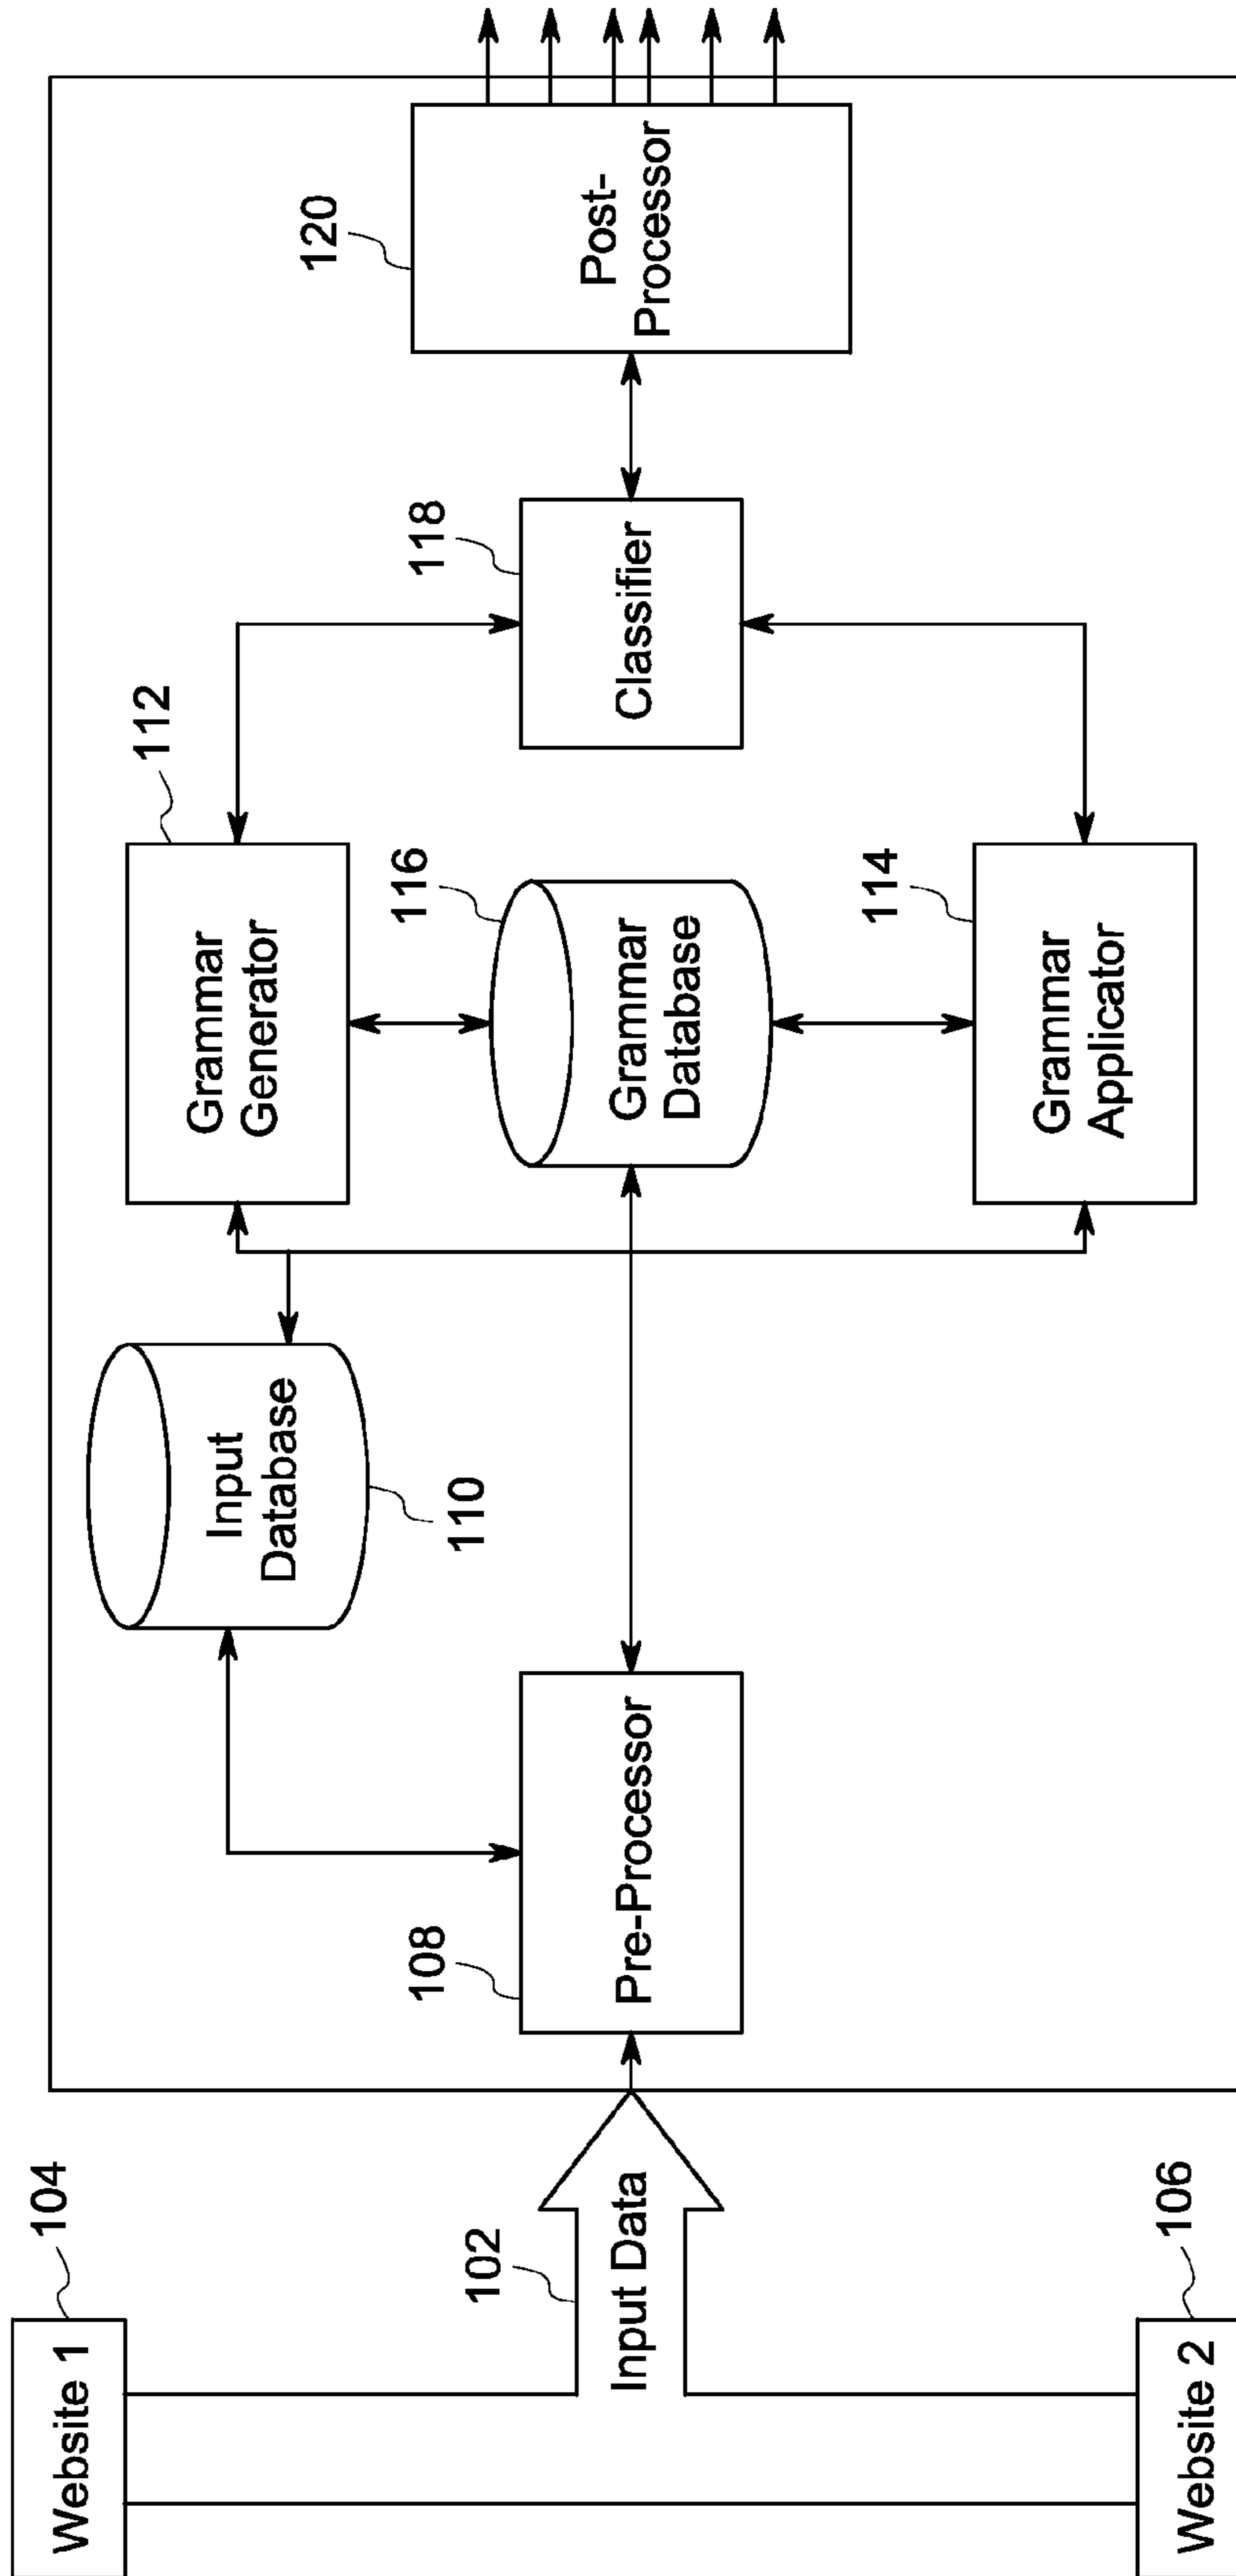 Website 1
104
102
Input Data
Website 2
106
108
Pre-Processor
Input
Database
110
Grammar
Generator
112
116
Grammar
Database
114
Grammar
Applicator
118
Classifier
120
Post-
Processor